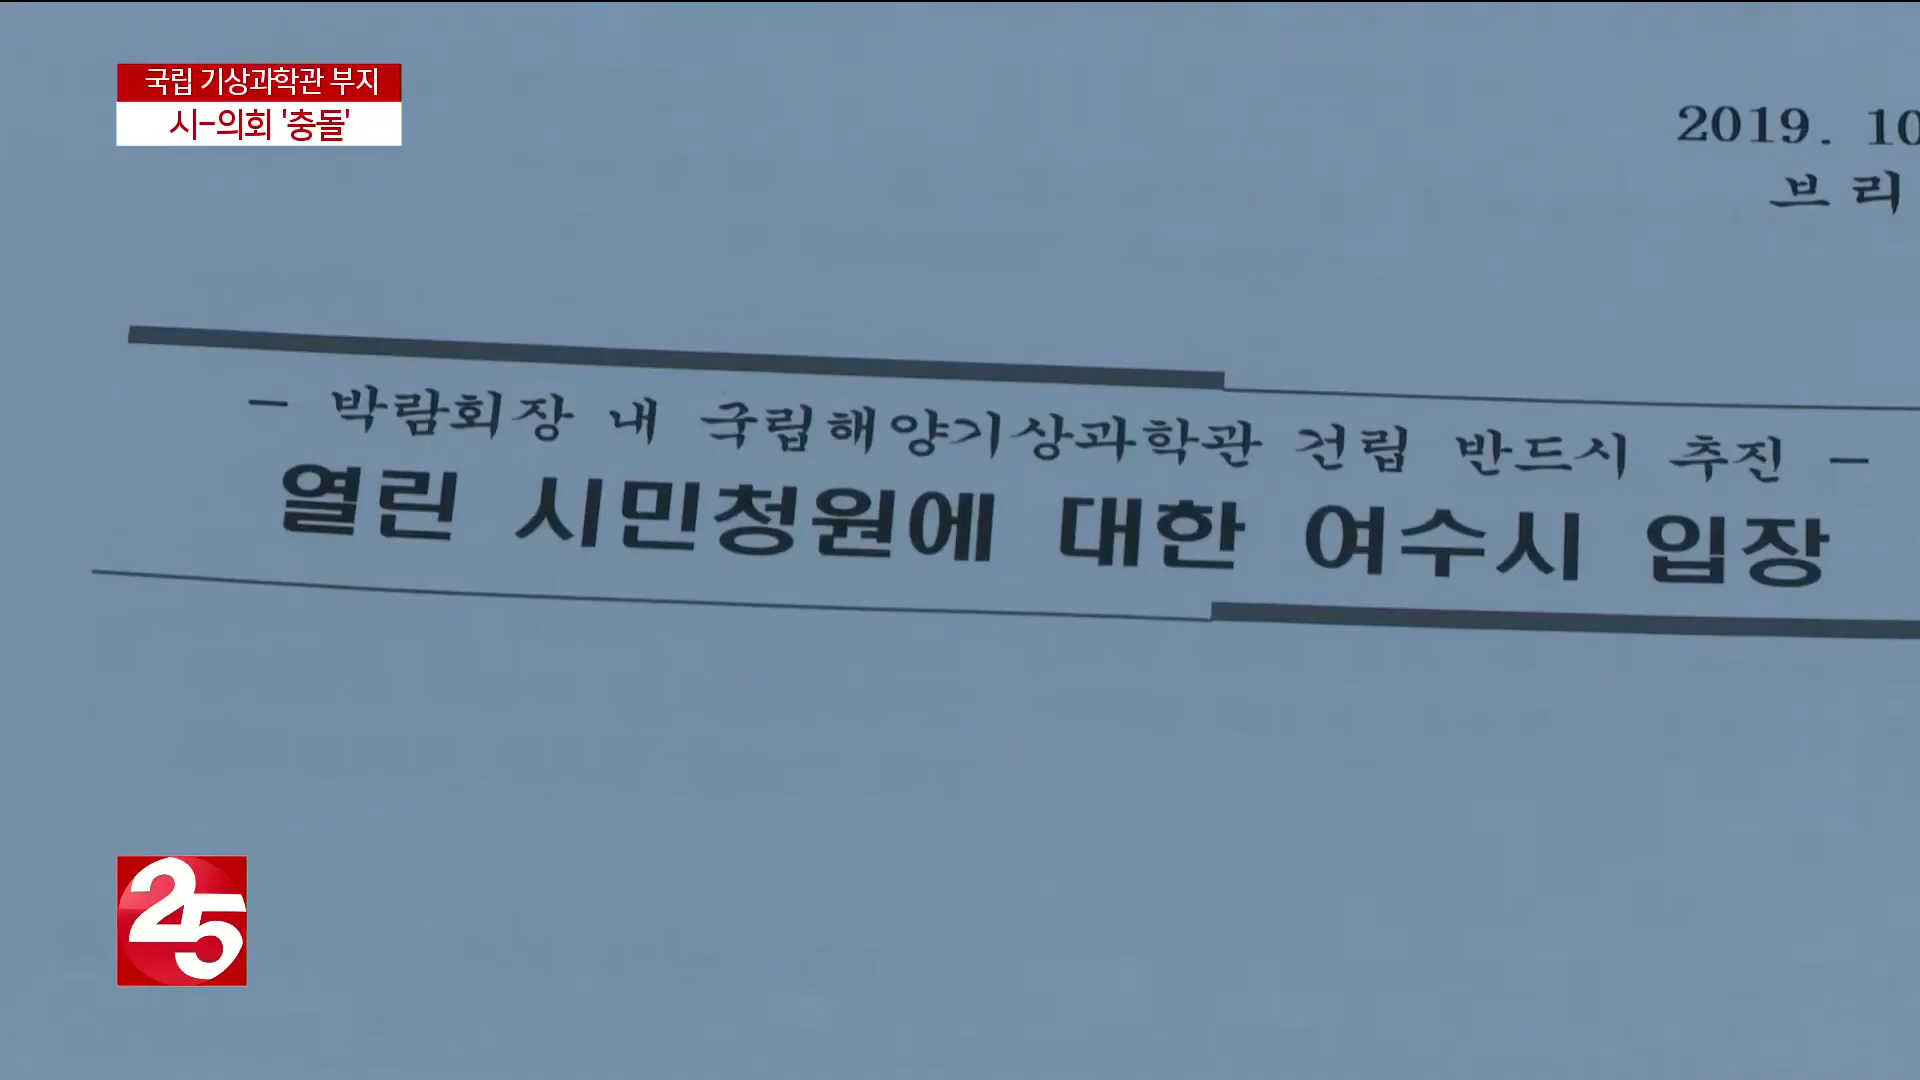 국립 기상과학관 부지
시-의회 '충돌'
2019. 10
브리
- 박람회장 내 국립해양기상과학관 건립 반드시 추진 -
열린 시민청원에 대한 여수시 입장
25